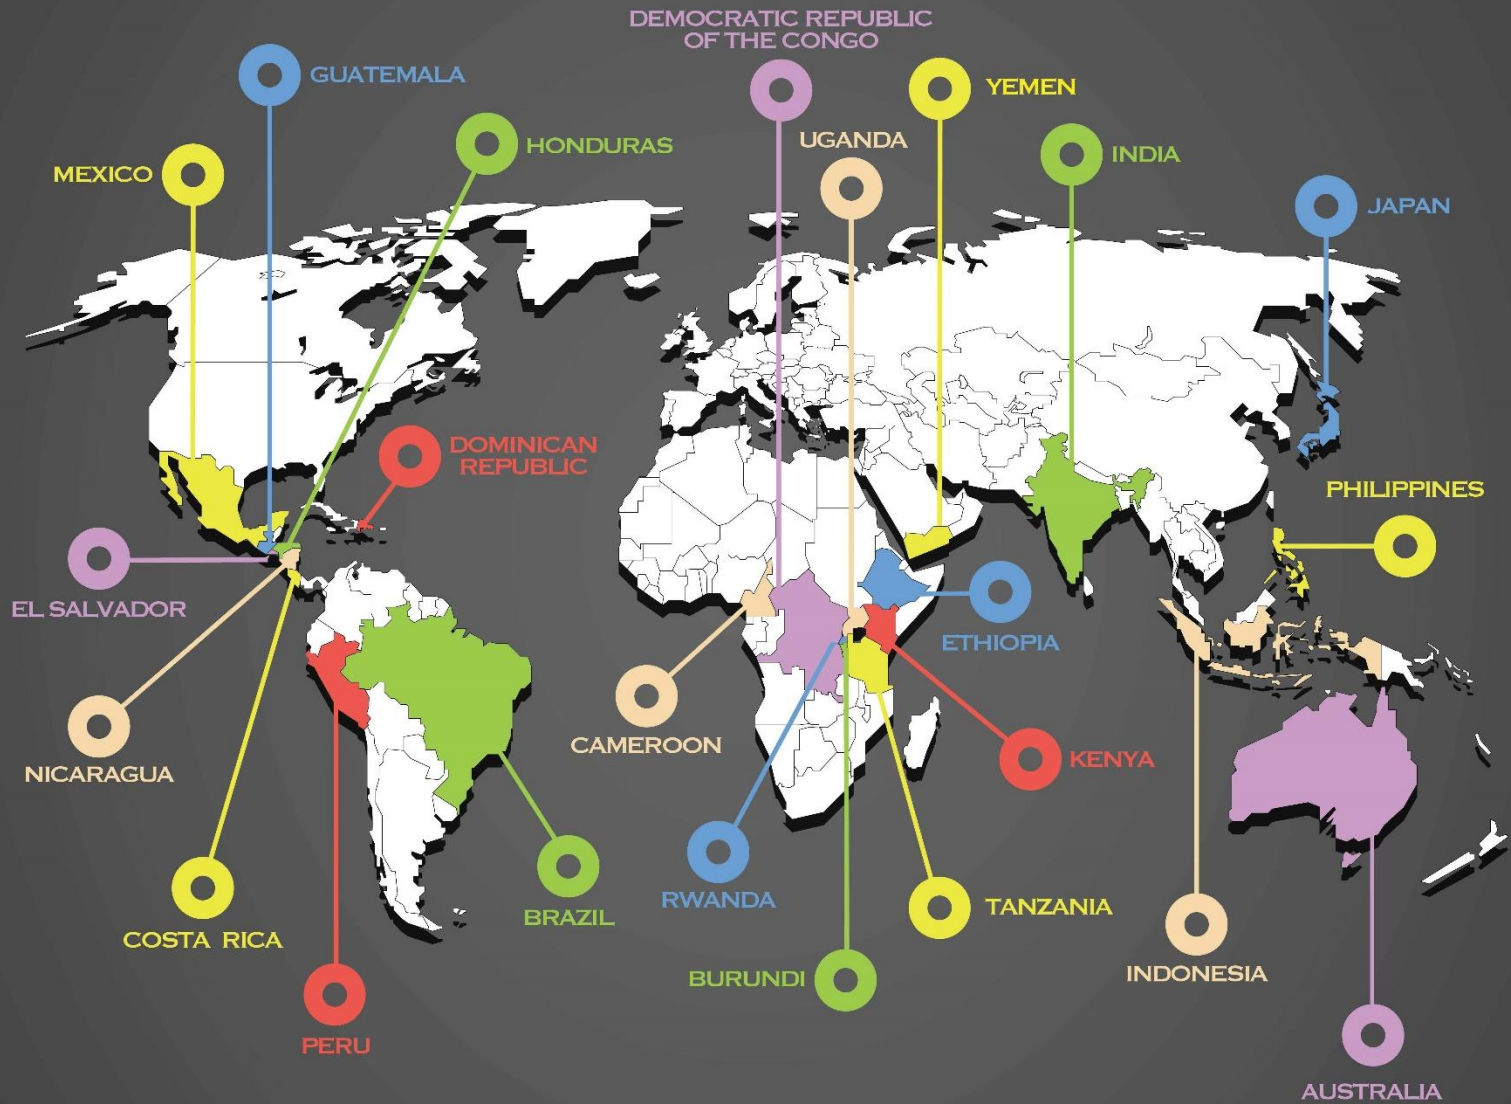 DEMOCRATIC REPUBLIC
OF THE CONGO
GUATEMALA
YEMEN
HONDURAS
UGANDA
INDIA
MEXICO
JAPAN
DOMINICAN
REPUBLIC
PHILIPPINES
EL SALVADOR
ETHIOPIA
NICARAGUA
CAMEROON
KENYA
COSTA RICA
BRAZIL
RWANDA
TANZANIA
BURUNDI
INDONESIA
PERU
AUSTRALIA